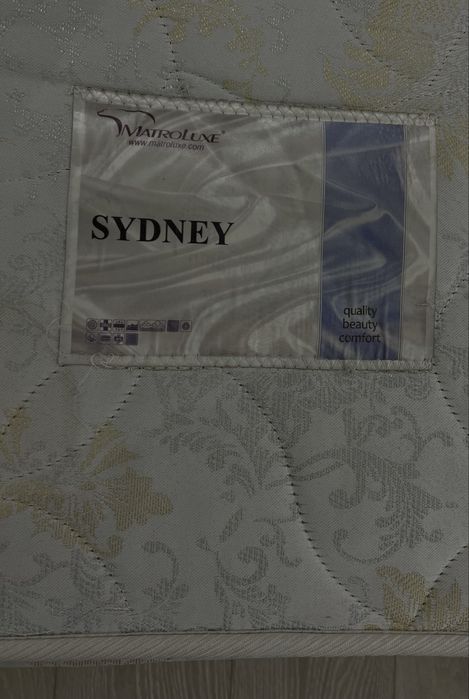 MATROLUXE®
www.matroluxe.com
SYDNEY
quality
beauty
comfort